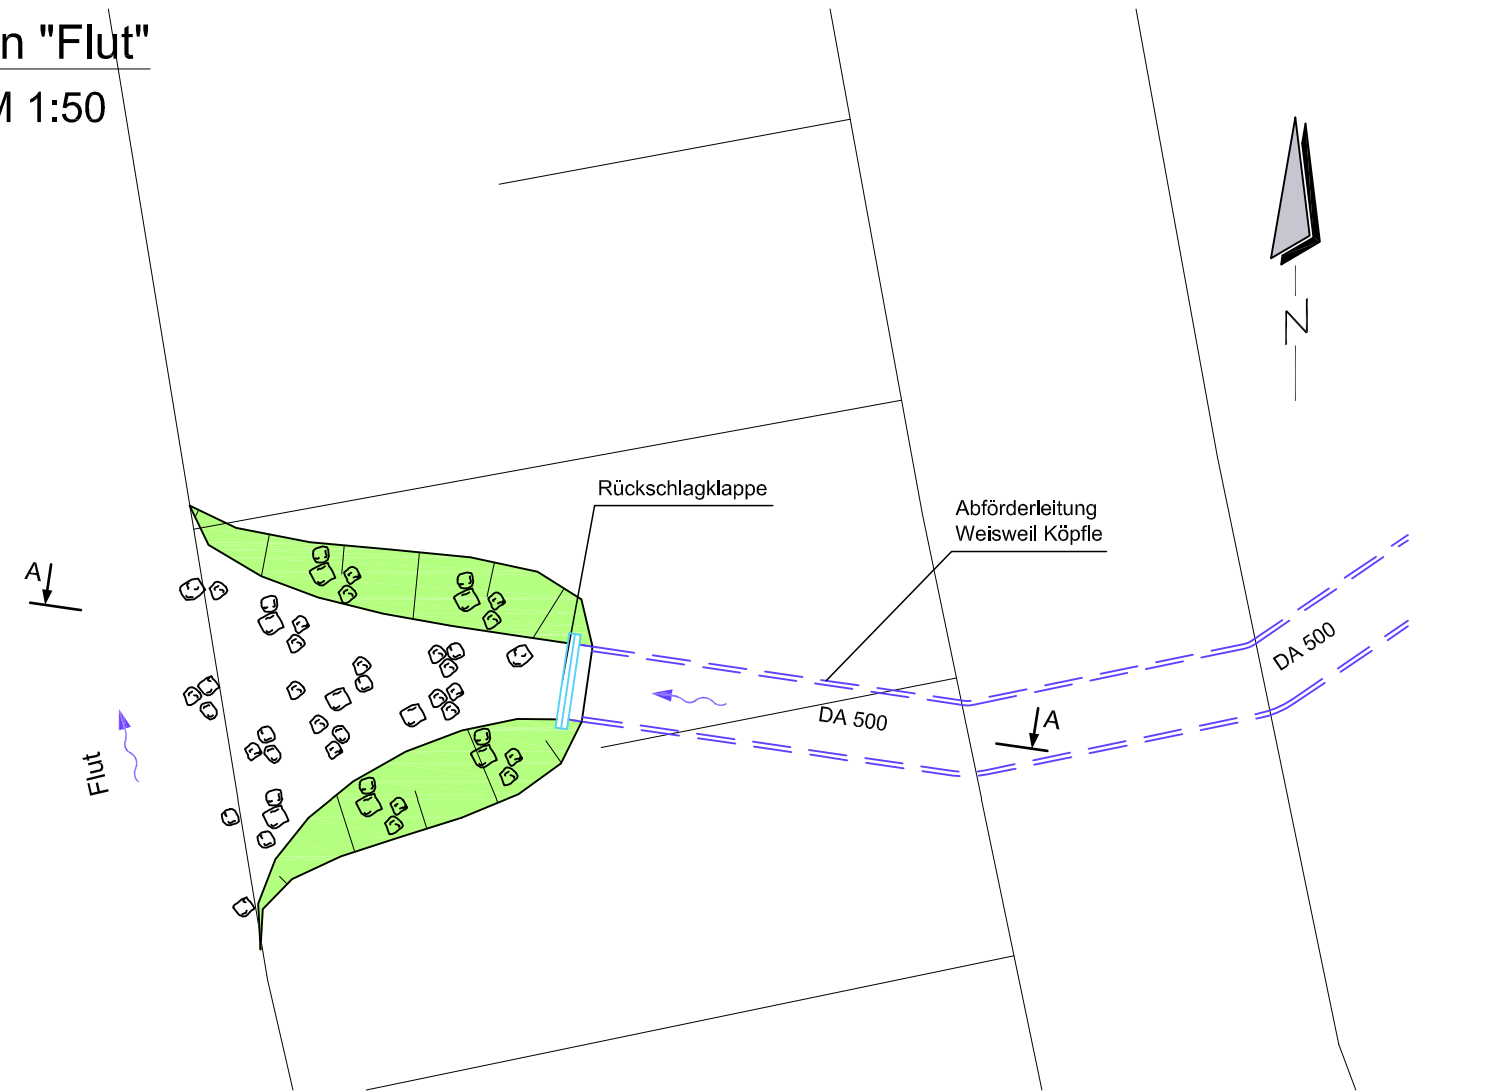 n "Flut"
M 1:50
N
Rückschlagklappe
Abförderleitung
Weisweil Köpfle
A
DA 500
DA 500
A
Flut